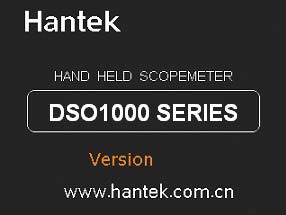 Hantek
HAND HELD SCOPEMETER
DSO1000 SERIES
Version
www.hantek.com.cn